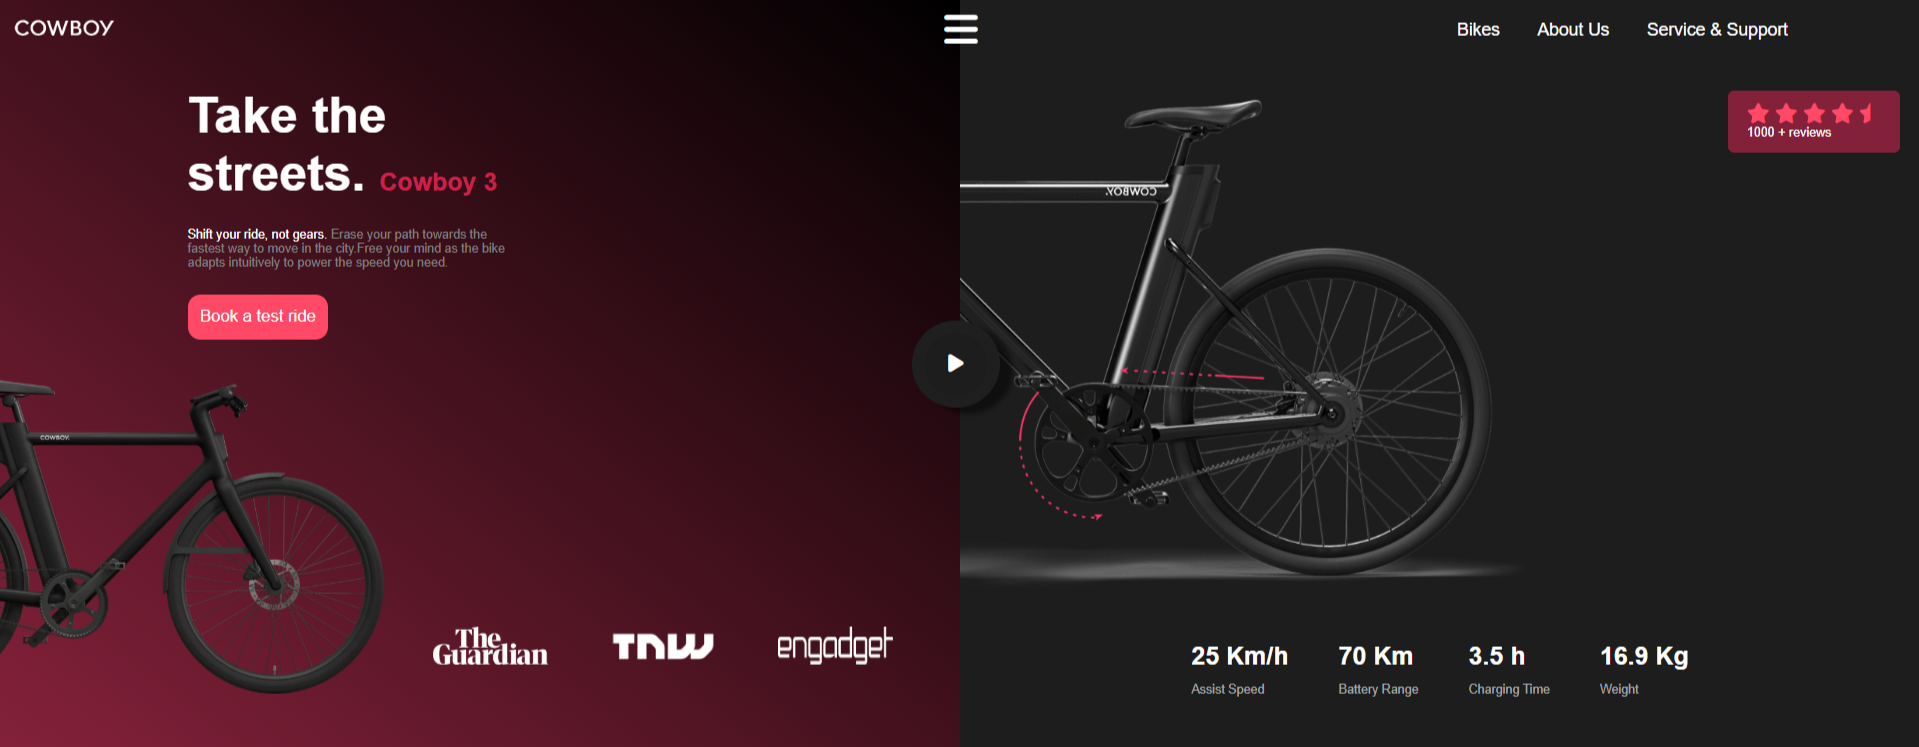 COWBOY
Bikes About Us Service & Support
Take the
streets. Cowboy 3
Shift your ride, not gears. Erase your path towards the
fastest way to move in the city.Free your mind as the bike
adapts intuitively to power the speed you need.
Book a test ride
COWBOY.
The
Guardian
TNW
engadget
1000 + reviews
COWBOY.
25 Km/h 70 Km 3.5 h 16.9 Kg
Assist Speed Battery Range Charging Time Weight